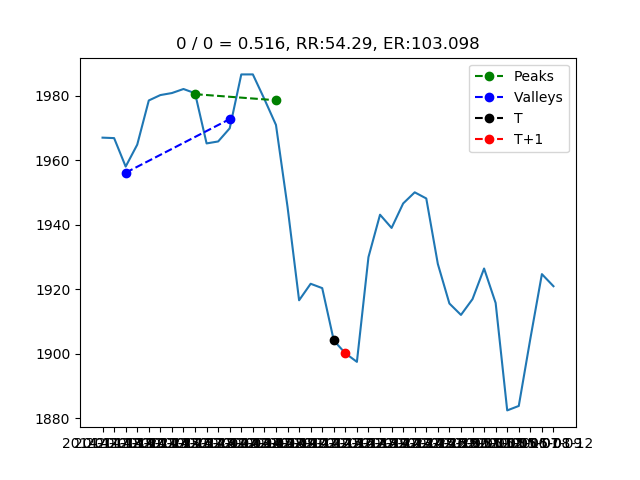 0 / 0 = 0.516, RR:54.29, ER:103.098
Peaks
Valleys
T
T+1
1980
1960
1940
1920
1900
1880